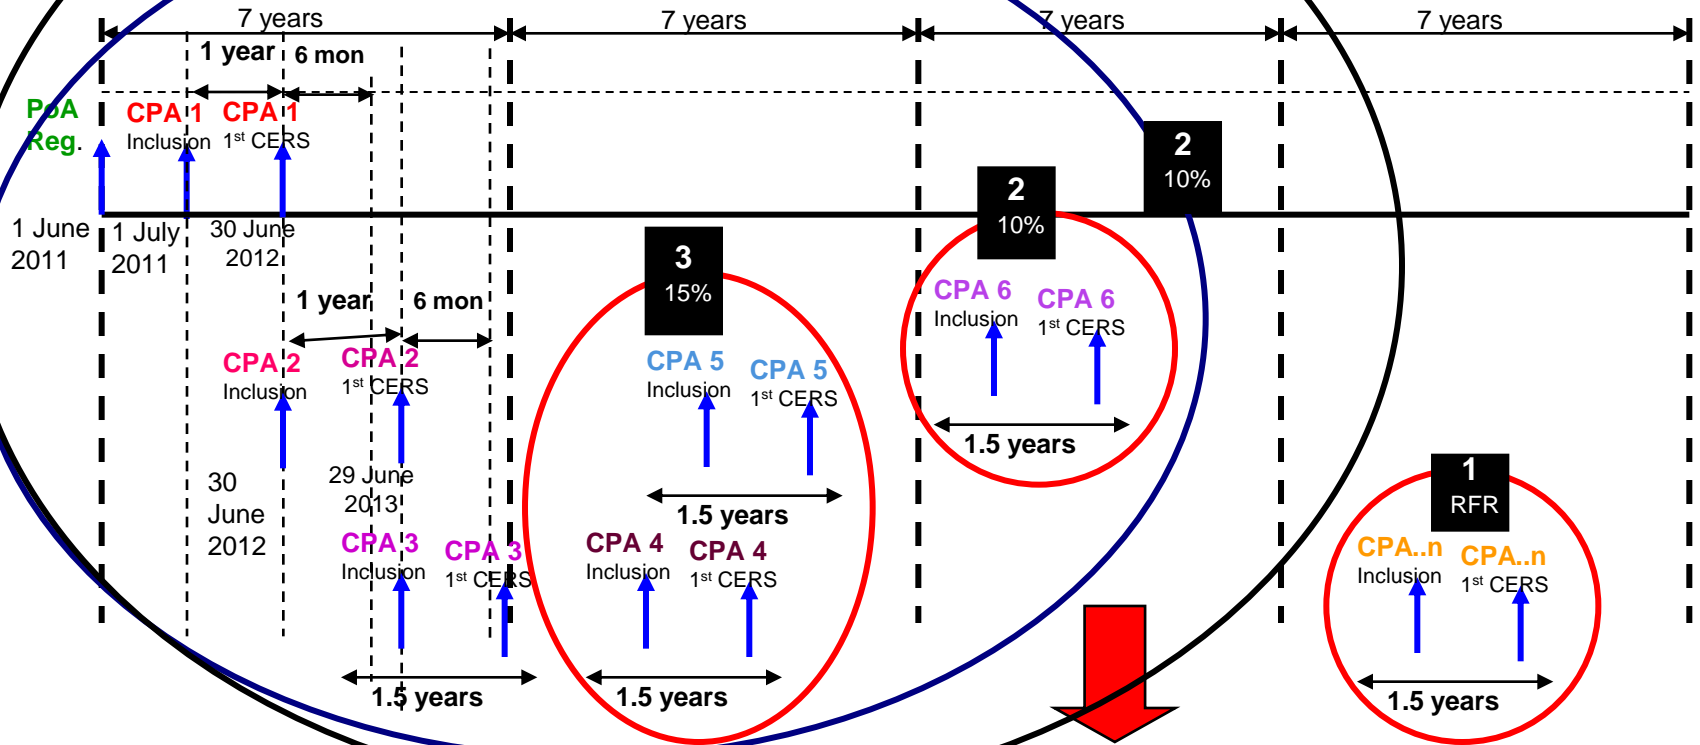 7 years
7 years
7 years
7 years
1 year
6 mon
PoA
Reg.
CPA 1
Inclusion
CPA 1
1st CERS
1 June
2011
1 July
2011
30 June
2012
2
10%
2
10%
3
15%
1 year
6 mon
CPA 2
Inclusion
CPA 2
1st CERS
30
June
2012
29 June
2013
CPA 3
Inclusion
CPA 3
1st CERS
1.5 years
CPA 5
Inclusion
CPA 5
1st CERS
1.5 years
CPA 4
Inclusion
CPA 4
1st CERS
1.5 years
CPA 6
Inclusion
CPA 6
1st CERS
1.5 years
1
RFR
CPA..n
Inclusion
CPA..n
1st CERS
1.5 years